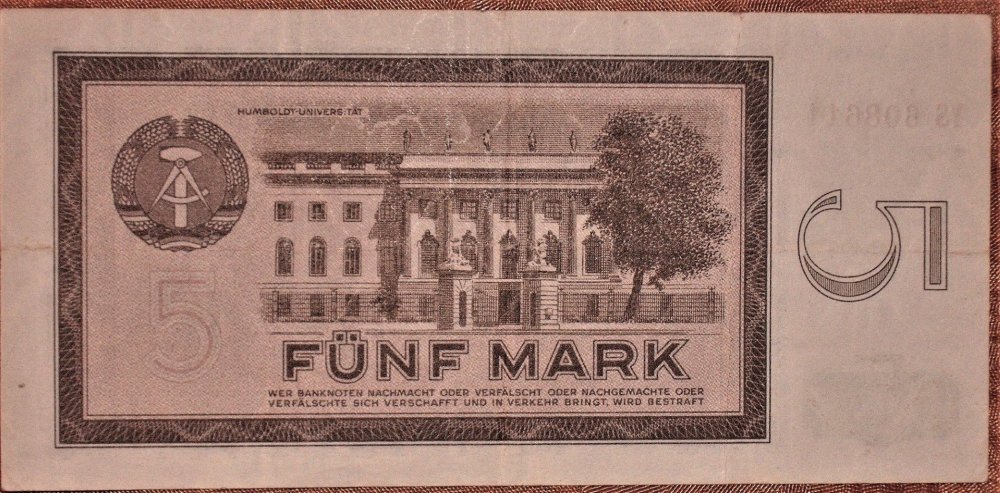 HUMBOLDT-UNIVERSITÄT
5
5
FÜNF MARK
WER BANKNOTEN NACHMACHT ODER VERFÄLSCHT ODER NACHGEMACHTE ODER
VERFÄLSCHTE SICH VERSCHAFFT UND IN VERKEHR BRINGT, WIRD BESTRAFT